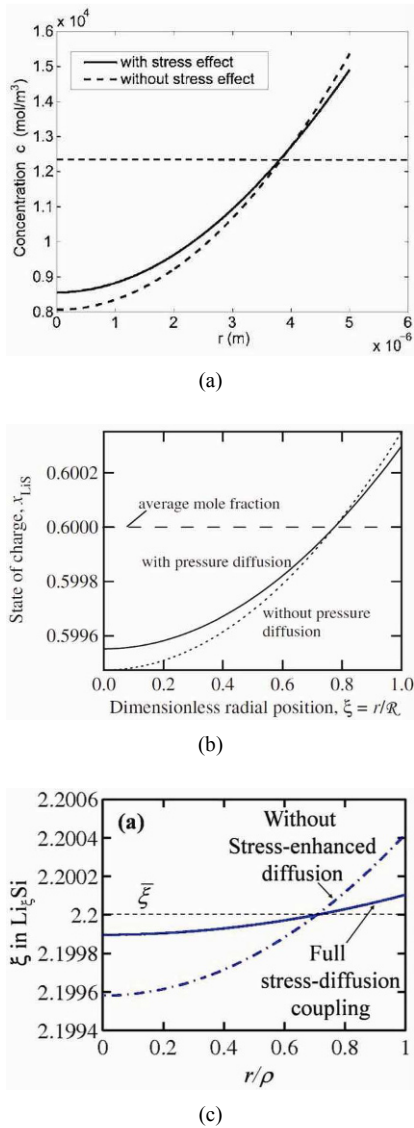 1.6 x 10⁴
with stress effect
without stress effect
1.5
1.4
1.3
1.2
1.1
1
0.9
0.8
Concentration c (mol/m³)
0 1 2 3 4 5 6
r (m)
x 10⁻⁶
(a)
0.6002
0.6000
0.5998
0.5996
State of charge, x_LiS
average mole fraction
with pressure diffusion
without pressure
diffusion
0.0 0.2 0.4 0.6 0.8 1.0
Dimensionless radial position, ξ = r/R
(b)
2.2006
2.2004
2.2002
2.2
2.1998
2.1996
2.1994
ξ in Li_ξSi
(a)
ξ̄
Without
Stress-enhanced
diffusion
Full
stress-diffusion
coupling
0 0.2 0.4 0.6 0.8 1
r/ρ
(c)